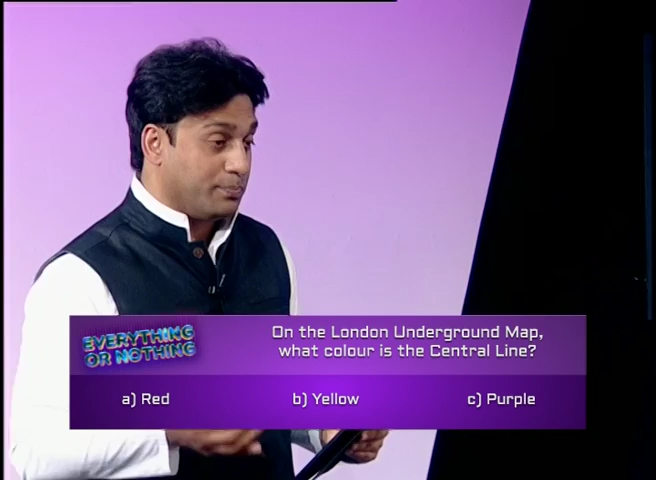 EVERYTHING
OR NOTHING
On the London Underground Map,
what colour is the Central Line?
a) Red
b) Yellow
c) Purple